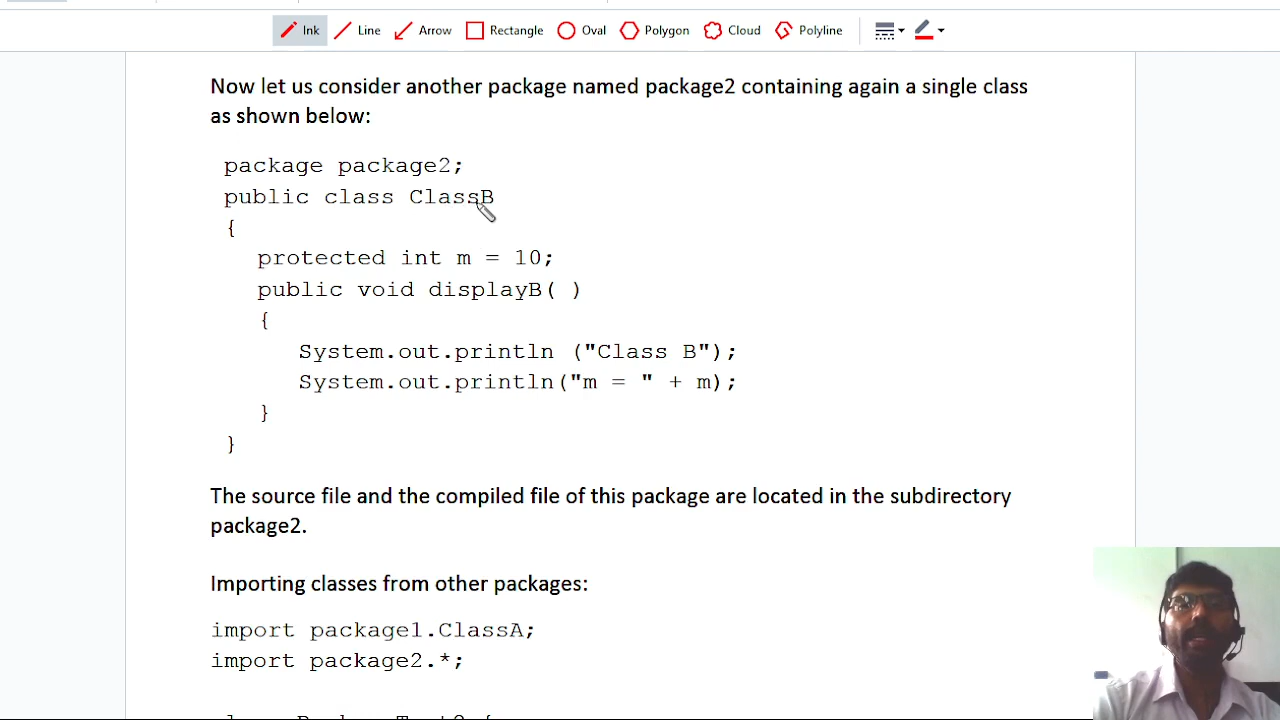 Ink Line Arrow Rectangle Oval Polygon Cloud Polyline
Now let us consider another package named package2 containing again a single class
as shown below:
package package2;
public class ClassB
{
protected int m = 10;
public void displayB( )
{
System.out.println ("Class B");
System.out.println("m = " + m);
}
}
The source file and the compiled file of this package are located in the subdirectory
package2.
Importing classes from other packages:
import package1.ClassA;
import package2.*;